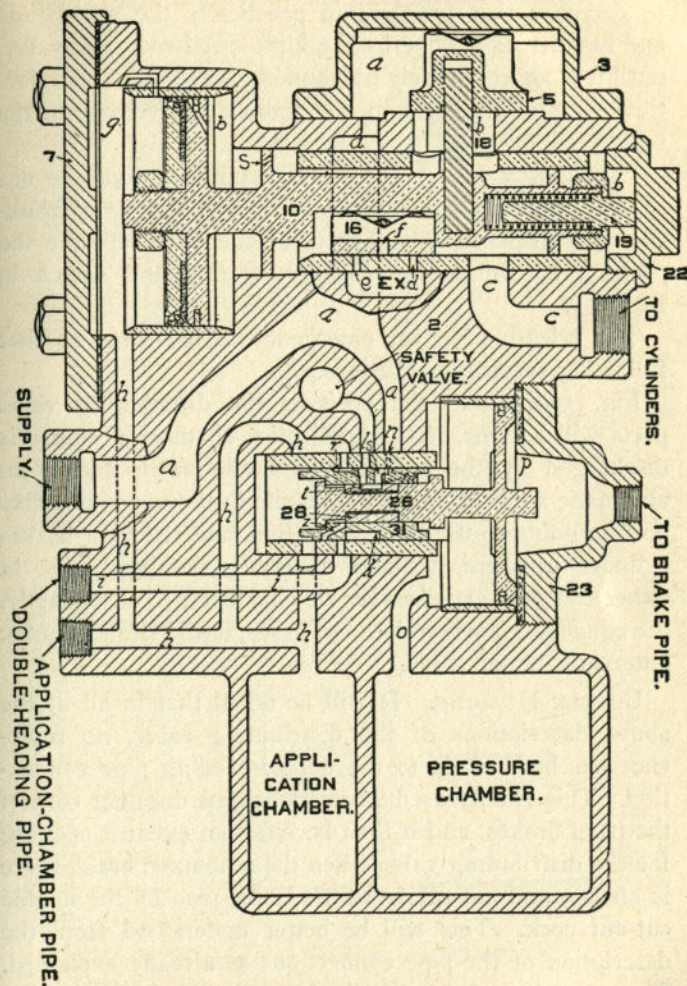 a
3
5
g
b
7
d
b
18
S
10
16
f
b
19
e
EX
d
22
a
2
c
c
TO CYLINDERS.
SAFETY
VALVE.
a
h
n
SUPPLY.
a
h
r
s
p
t
26
28
31
h
TO BRAKE PIPE.
h
23
i
i
k
DOUBLE-HEADING PIPE.
h
h
o
APPLICATION-CHAMBER PIPE.
APPLI-
CATION
CHAMBER.
PRESSURE
CHAMBER.